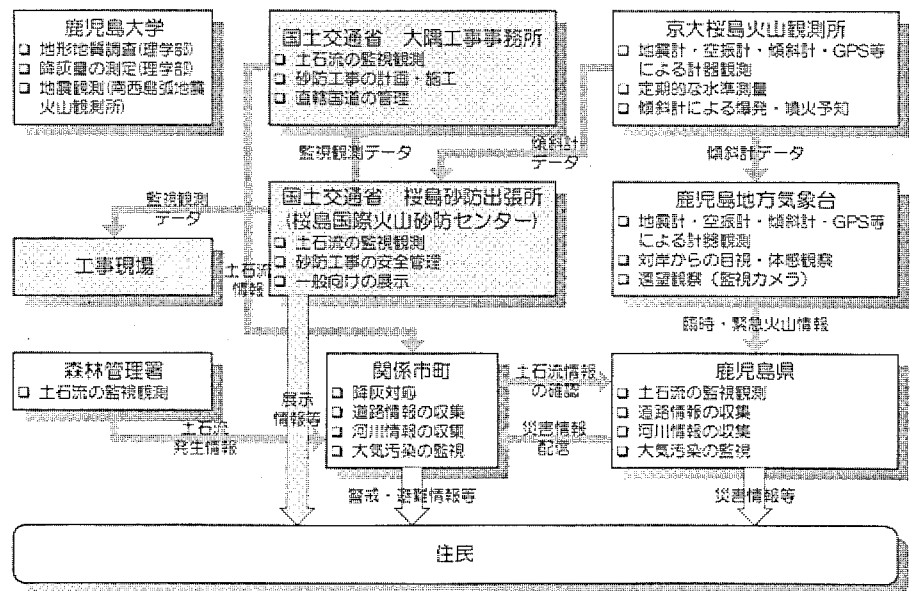 鹿児島大学
❑ 地形地質調査(理学部)
❑ 降灰量の測定(理学部)
❑ 地震観測(南西島弧地震
火山観測所)
国土交通省 大隅工事事務所
❑ 土石流の監視観測
❑ 砂防工事の計画・施工
❑ 直轄国道の管理
京大桜島火山観測所
❑ 地震計・空振計・傾斜計・GPS等
による計器観測
❑ 定期的な水準測量
❑ 傾斜計による爆発・噴火予知
監視観測データ
傾斜計
データ
傾斜計データ
監視観測
データ
国土交通省 桜島砂防出張所
(桜島国際火山砂防センター)
❑ 土石流の監視観測
❑ 砂防工事の安全管理
❑ 一般向けの展示
鹿児島地方気象台
❑ 地震計・空振計・傾斜計・GPS等
による計器観測
❑ 対岸からの目視・体感観察
❑ 遠望観察(監視カメラ)
工事現場
土石流
情報
臨時・緊急火山情報
森林管理署
❑ 土石流の監視観測
土石流
発生情報
展示
情報等
関係市町
❑ 降灰対応
❑ 道路情報の収集
❑ 河川情報の収集
❑ 大気汚染の監視
土石流情報
の確認
災害情報
配落
鹿児島県
❑ 土石流の監視観測
❑ 道路情報の収集
❑ 河川情報の収集
❑ 大気汚染の監視
警戒・避難情報等
災害情報等
住民